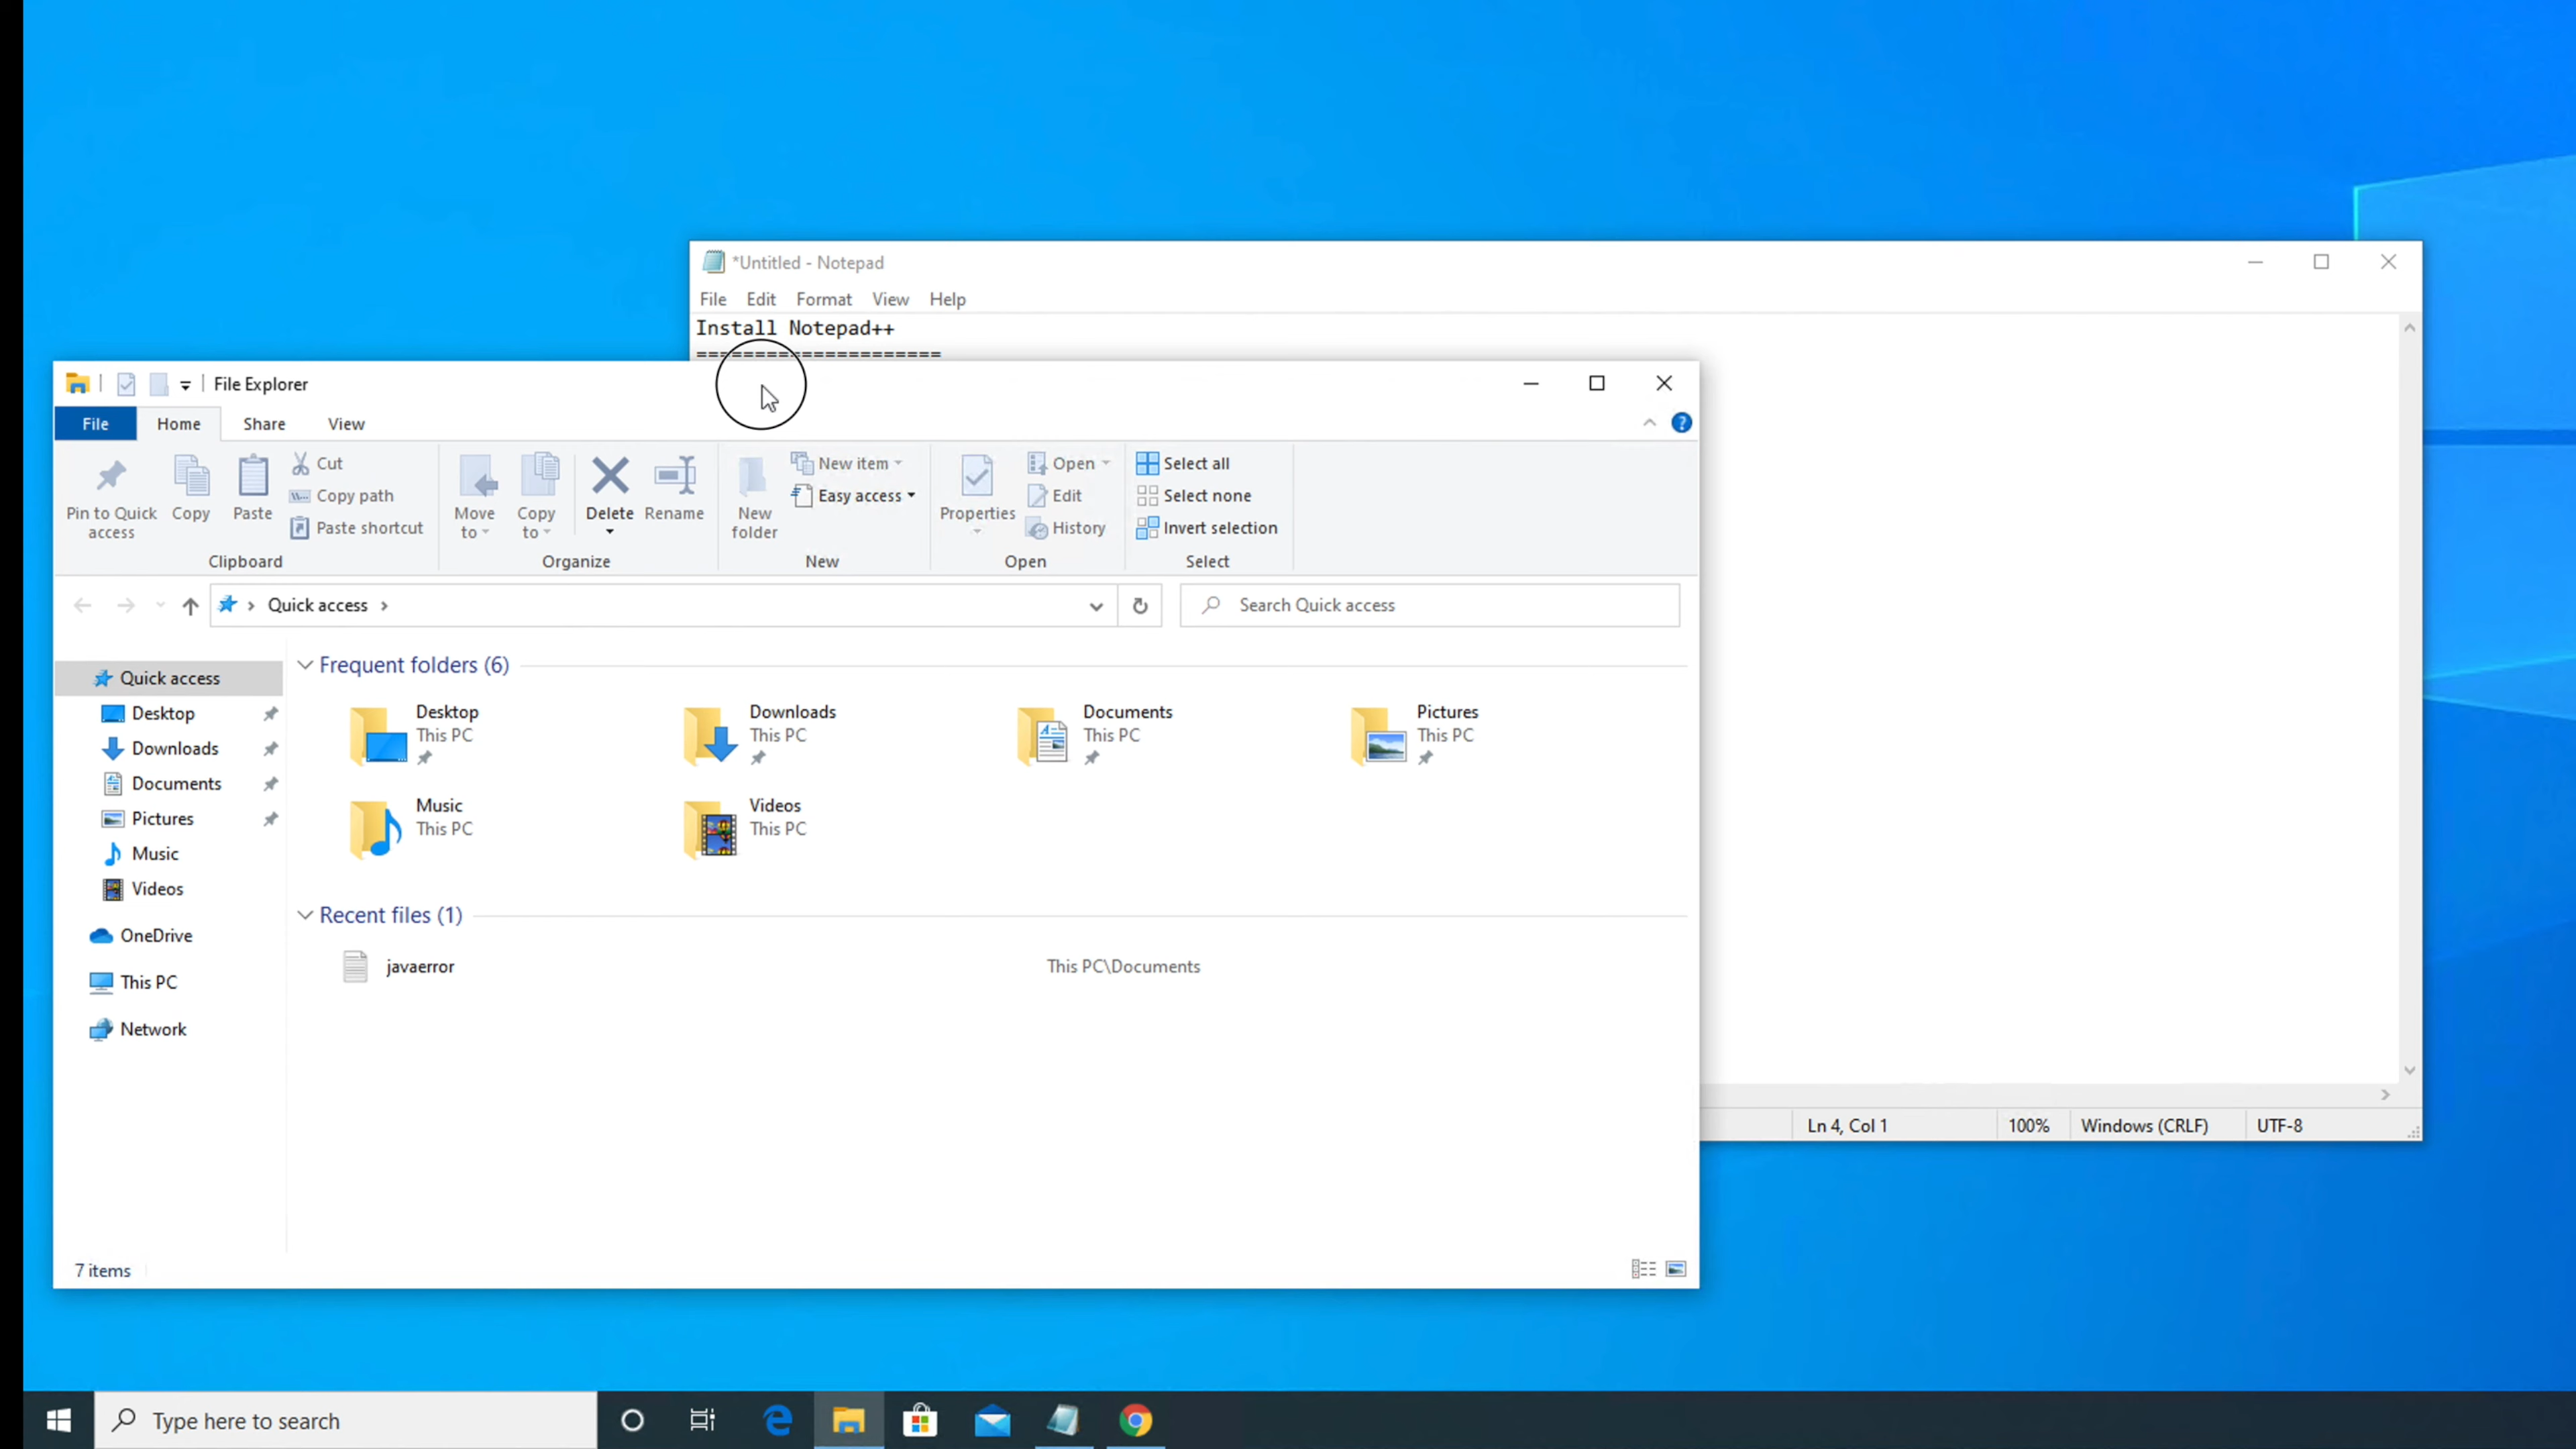 *Untitled - Notepad
File Edit Format View Help
Install Notepad++
=====================
File Explorer
File Home Share View
Pin to Quick access
Copy
Paste
Cut
Copy path
Paste shortcut
Clipboard
Move to
Copy to
Delete
Rename
Organize
New folder
New item
Easy access
New
Properties
Open
Edit
History
Open
Select all
Select none
Invert selection
Select
Quick access
Search Quick access
Quick access
Desktop
Downloads
Documents
Pictures
Music
Videos
OneDrive
This PC
Network
Frequent folders (6)
Desktop
This PC
Downloads
This PC
Documents
This PC
Pictures
This PC
Music
This PC
Videos
This PC
Recent files (1)
javaerror This PC\Documents
7 items
Ln 4, Col 1 100% Windows (CRLF) UTF-8
Type here to search